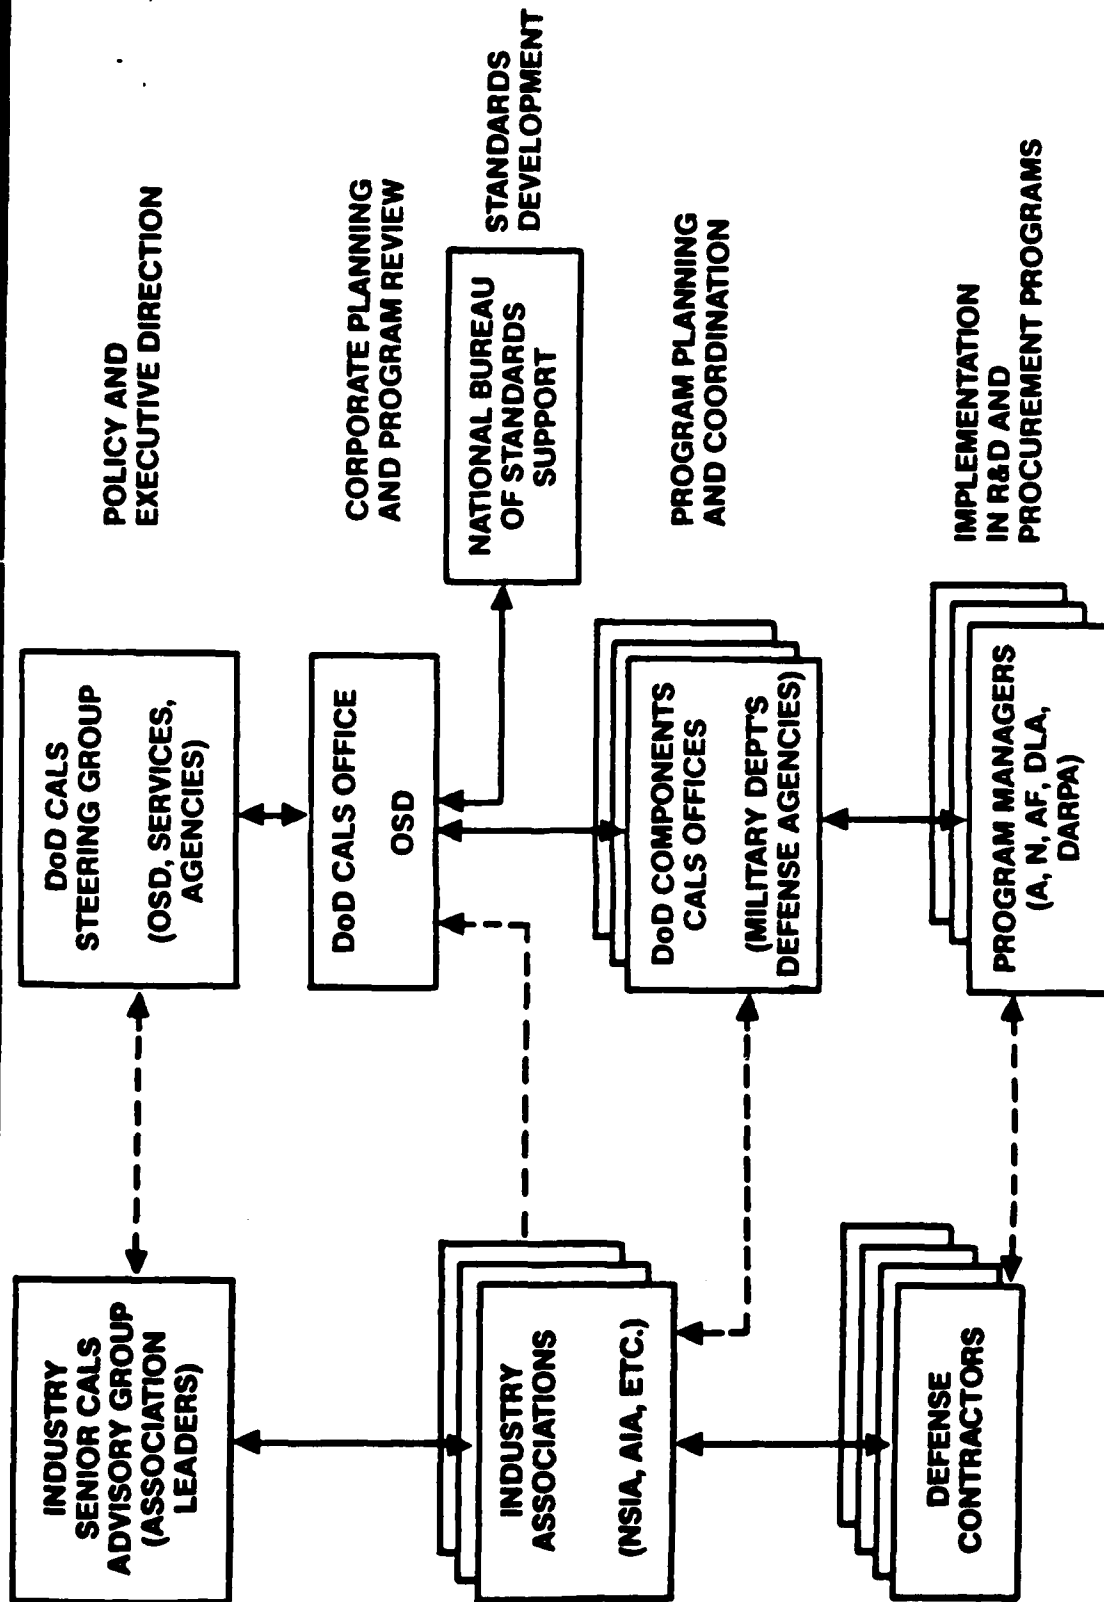 INDUSTRY
SENIOR CALS
ADVISORY GROUP
(ASSOCIATION
LEADERS)
DoD CALS
STEERING GROUP
(OSD, SERVICES,
AGENCIES)
POLICY AND
EXECUTIVE DIRECTION
DoD CALS OFFICE
OSD
CORPORATE PLANNING
AND PROGRAM REVIEW
NATIONAL BUREAU
OF STANDARDS
SUPPORT
STANDARDS
DEVELOPMENT
INDUSTRY
ASSOCIATIONS
(NSIA, AIA, ETC.)
DoD COMPONENTS
CALS OFFICES
(MILITARY DEPT'S
DEFENSE AGENCIES)
PROGRAM PLANNING
AND COORDINATION
DEFENSE
CONTRACTORS
PROGRAM MANAGERS
(A, N, AF, DLA,
DARPA)
IMPLEMENTATION
IN R&D AND
PROCUREMENT PROGRAMS